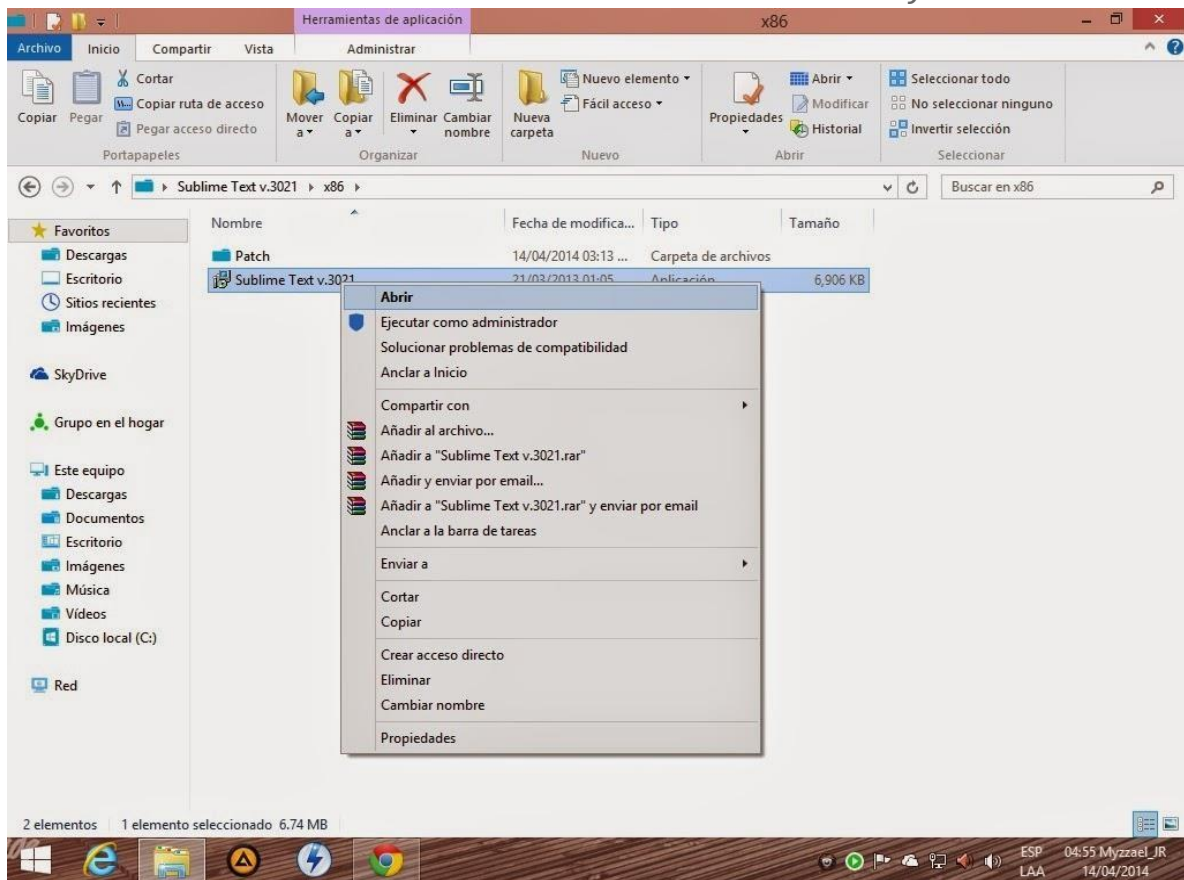 Herramientas de aplicación
x86
Archivo Inicio Compartir Vista Administrar
Copiar
Pegar
Cortar
Copiar ruta de acceso
Pegar acceso directo
Portapapeles
Mover a
Copiar a
Eliminar
Cambiar nombre
Organizar
Nueva carpeta
Nuevo elemento
Fácil acceso
Nuevo
Propiedades
Abrir
Modificar
Historial
Abrir
Seleccionar todo
No seleccionar ninguno
Invertir selección
Seleccionar
Sublime Text v.3021 x86
Buscar en x86
Favoritos
Descargas
Escritorio
Sitios recientes
Imágenes
SkyDrive
Grupo en el hogar
Este equipo
Descargas
Documentos
Escritorio
Imágenes
Música
Vídeos
Disco local (C:)
Red
Nombre Fecha de modifica... Tipo Tamaño
Patch 14/04/2014 03:13 ... Carpeta de archivos
Sublime Text v.3021 21/03/2013 01:05 Aplicación 6,906 KB
Abrir
Ejecutar como administrador
Solucionar problemas de compatibilidad
Anclar a Inicio
Compartir con
Añadir al archivo...
Añadir a "Sublime Text v.3021.rar"
Añadir y enviar por email...
Añadir a "Sublime Text v.3021.rar" y enviar por email
Anclar a la barra de tareas
Enviar a
Cortar
Copiar
Crear acceso directo
Eliminar
Cambiar nombre
Propiedades
2 elementos 1 elemento seleccionado 6.74 MB
ESP
LAA
04:55 Myzzael_JR
14/04/2014